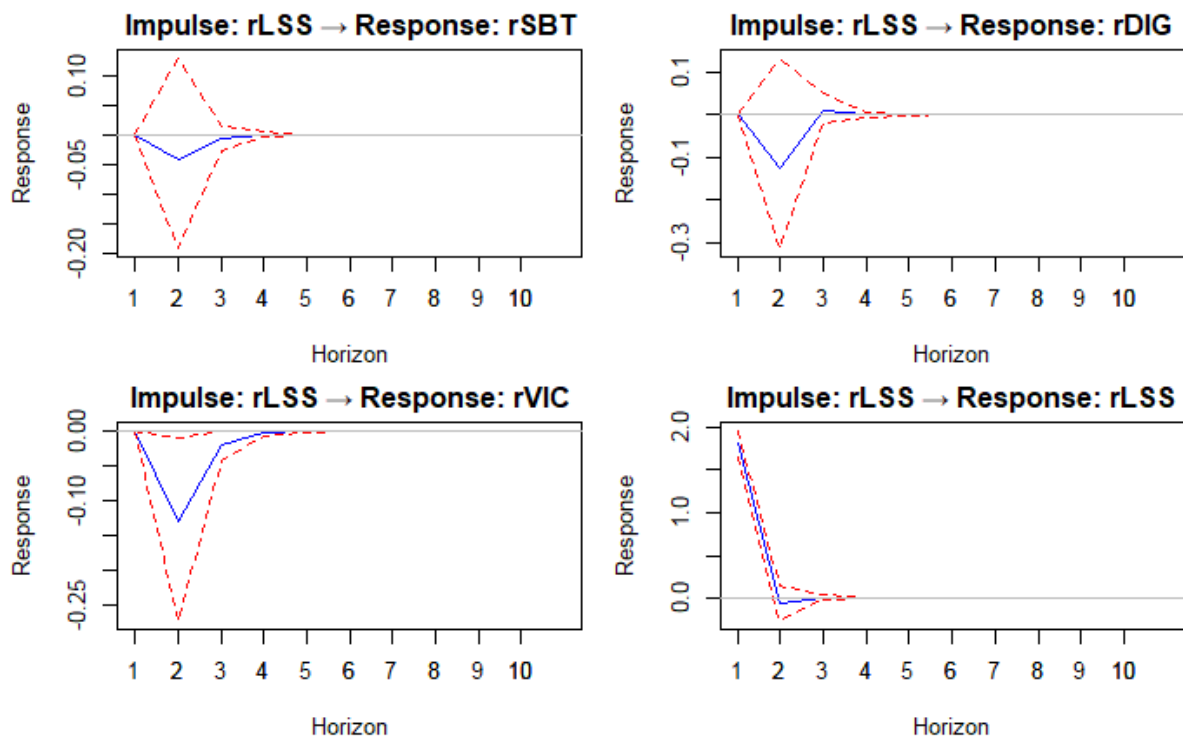 Impulse: rLSS → Response: rSBT
Response
0.10
-0.05
-0.20
1 2 3 4 5 6 7 8 9 10
Horizon
Impulse: rLSS → Response: rDIG
Response
0.1
-0.1
-0.3
1 2 3 4 5 6 7 8 9 10
Horizon
Impulse: rLSS → Response: rVIC
Response
0.00
-0.10
-0.25
1 2 3 4 5 6 7 8 9 10
Horizon
Impulse: rLSS → Response: rLSS
Response
2.0
1.0
0.0
1 2 3 4 5 6 7 8 9 10
Horizon